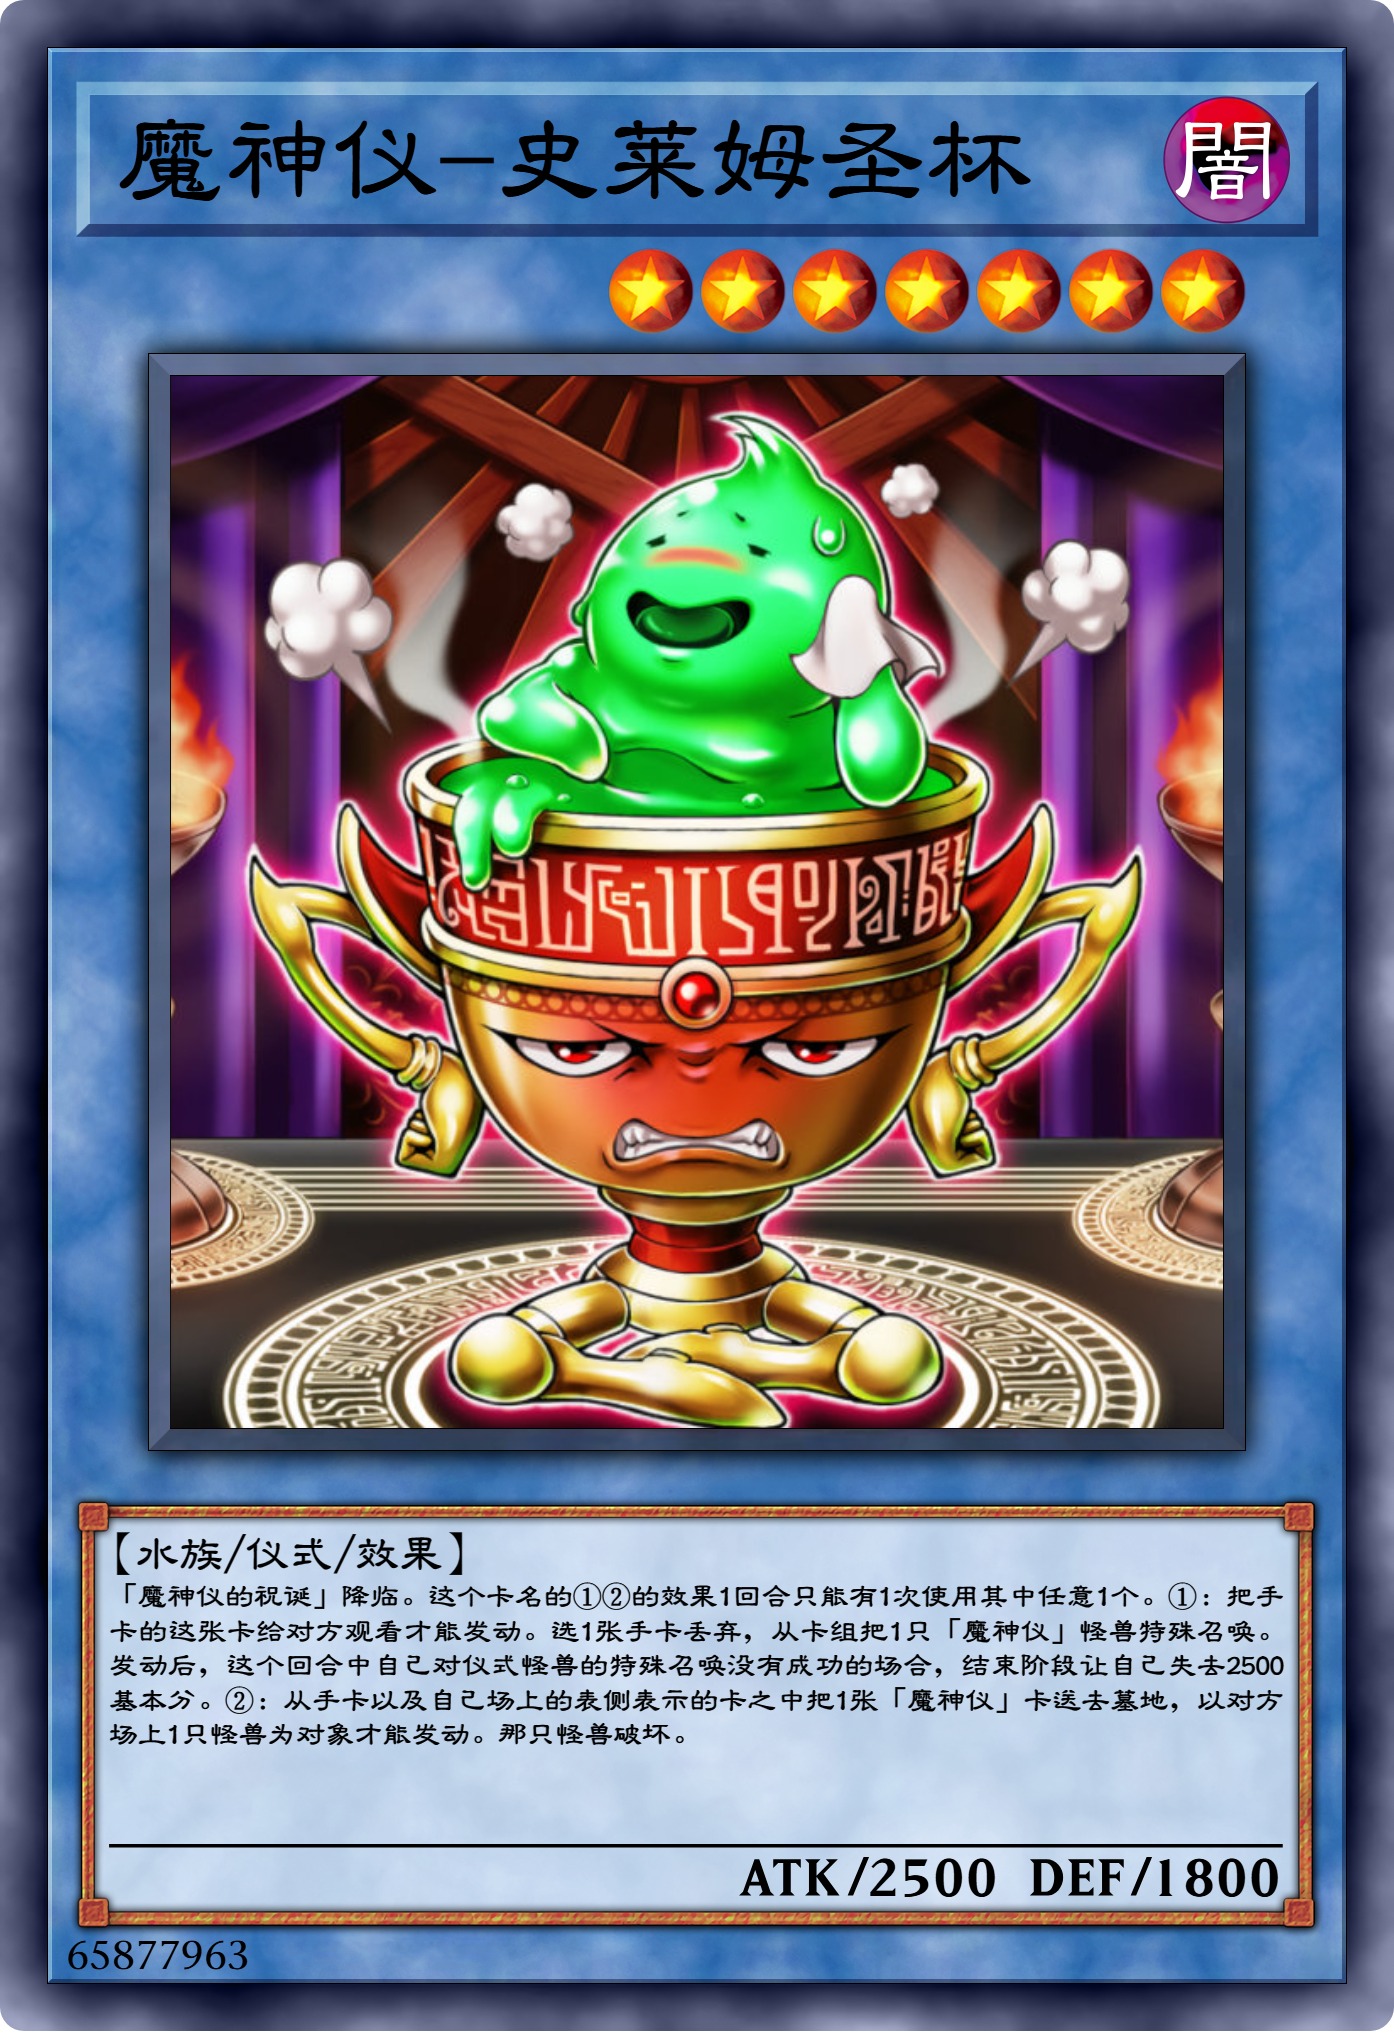 魔神仪-史莱姆圣杯
闇
【水族/仪式/效果】
「魔神仪的祝诞」降临。这个卡名的①②的效果1回合只能有1次使用其中任意1个。①：把手
卡的这张卡给对方观看才能发动。选1张手卡丢弃，从卡组把1只「魔神仪」怪兽特殊召唤。
发动后，这个回合中自己对仪式怪兽的特殊召唤没有成功的场合，结束阶段让自己失去2500
基本分。②：从手卡以及自己场上的表侧表示的卡之中把1张「魔神仪」卡送去墓地，以对方
场上1只怪兽为对象才能发动。那只怪兽破坏。
ATK/2500 DEF/1800
65877963